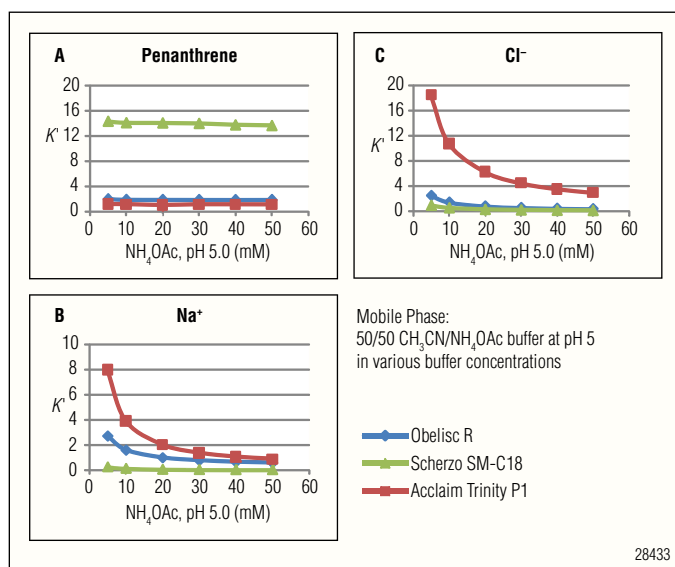 A Penanthrene
20
16
K' 12
8
4
0
0 10 20 30 40 50 60
NH₄OAc, pH 5.0 (mM)
C Cl⁻
20
16
K' 12
8
4
0
0 10 20 30 40 50 60
NH₄OAc, pH 5.0 (mM)
B Na⁺
10
8
6
K' 4
2
0
0 10 20 30 40 50 60
NH₄OAc, pH 5.0 (mM)
Mobile Phase:
50/50 CH₃CN/NH₄OAc buffer at pH 5
in various buffer concentrations
Obelisc R
Scherzo SM-C18
Acclaim Trinity P1
28433